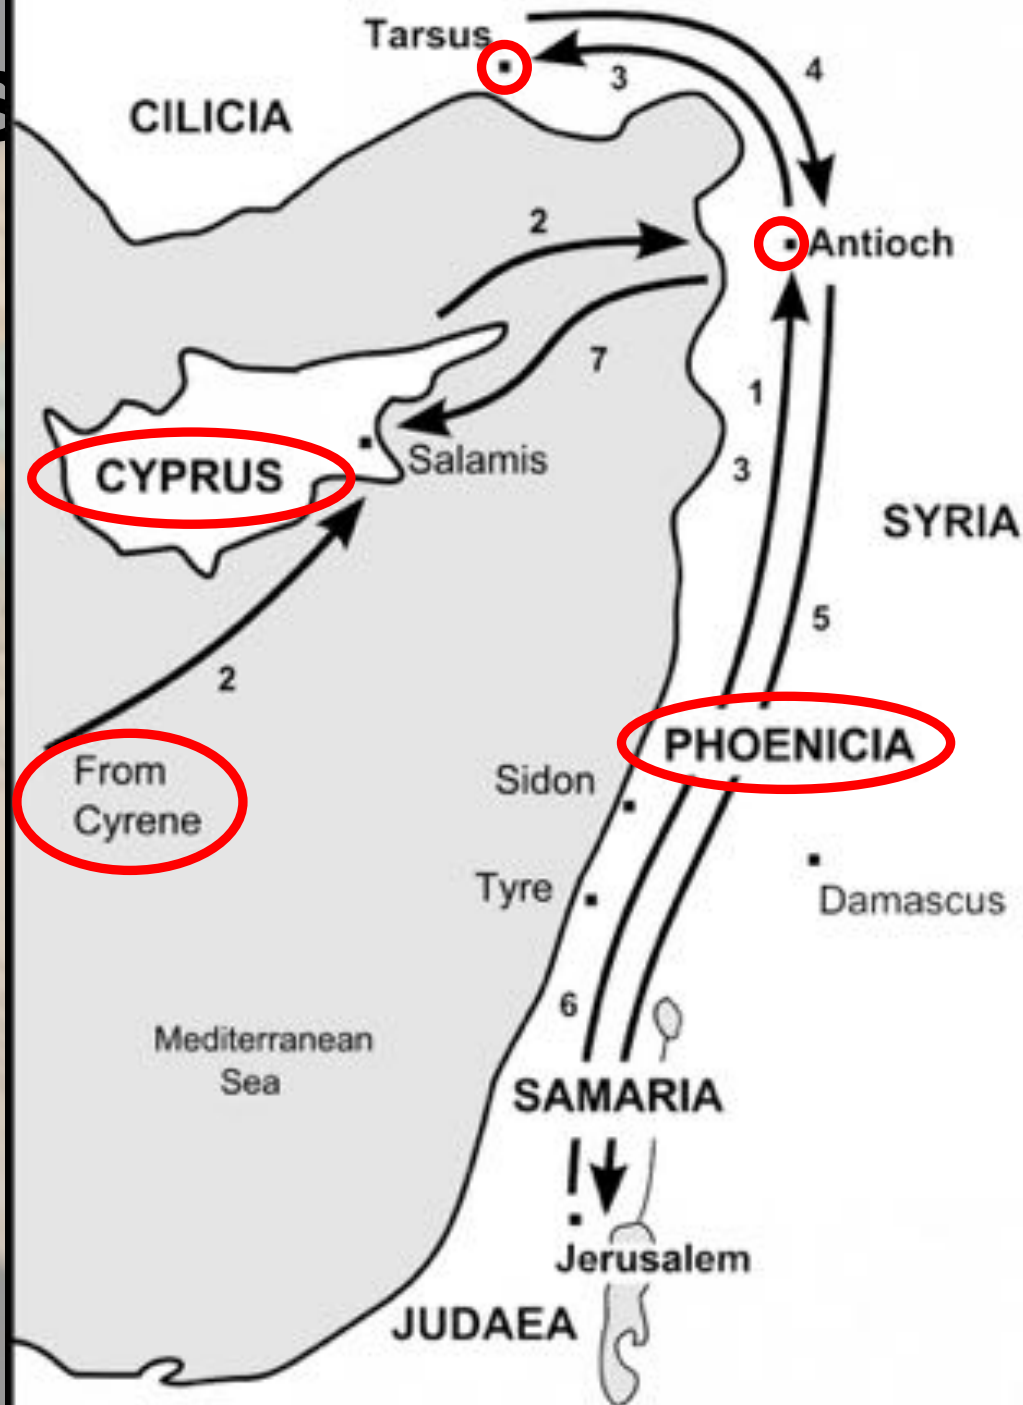 Tarsus
4
3
CILICIA
2
Antioch
7
1
CYPRUS
Salamis
3
SYRIA
5
2
PHOENICIA
From
Cyrene
Sidon
Tyre
Damascus
6
Mediterranean
Sea
SAMARIA
Jerusalem
JUDAEA